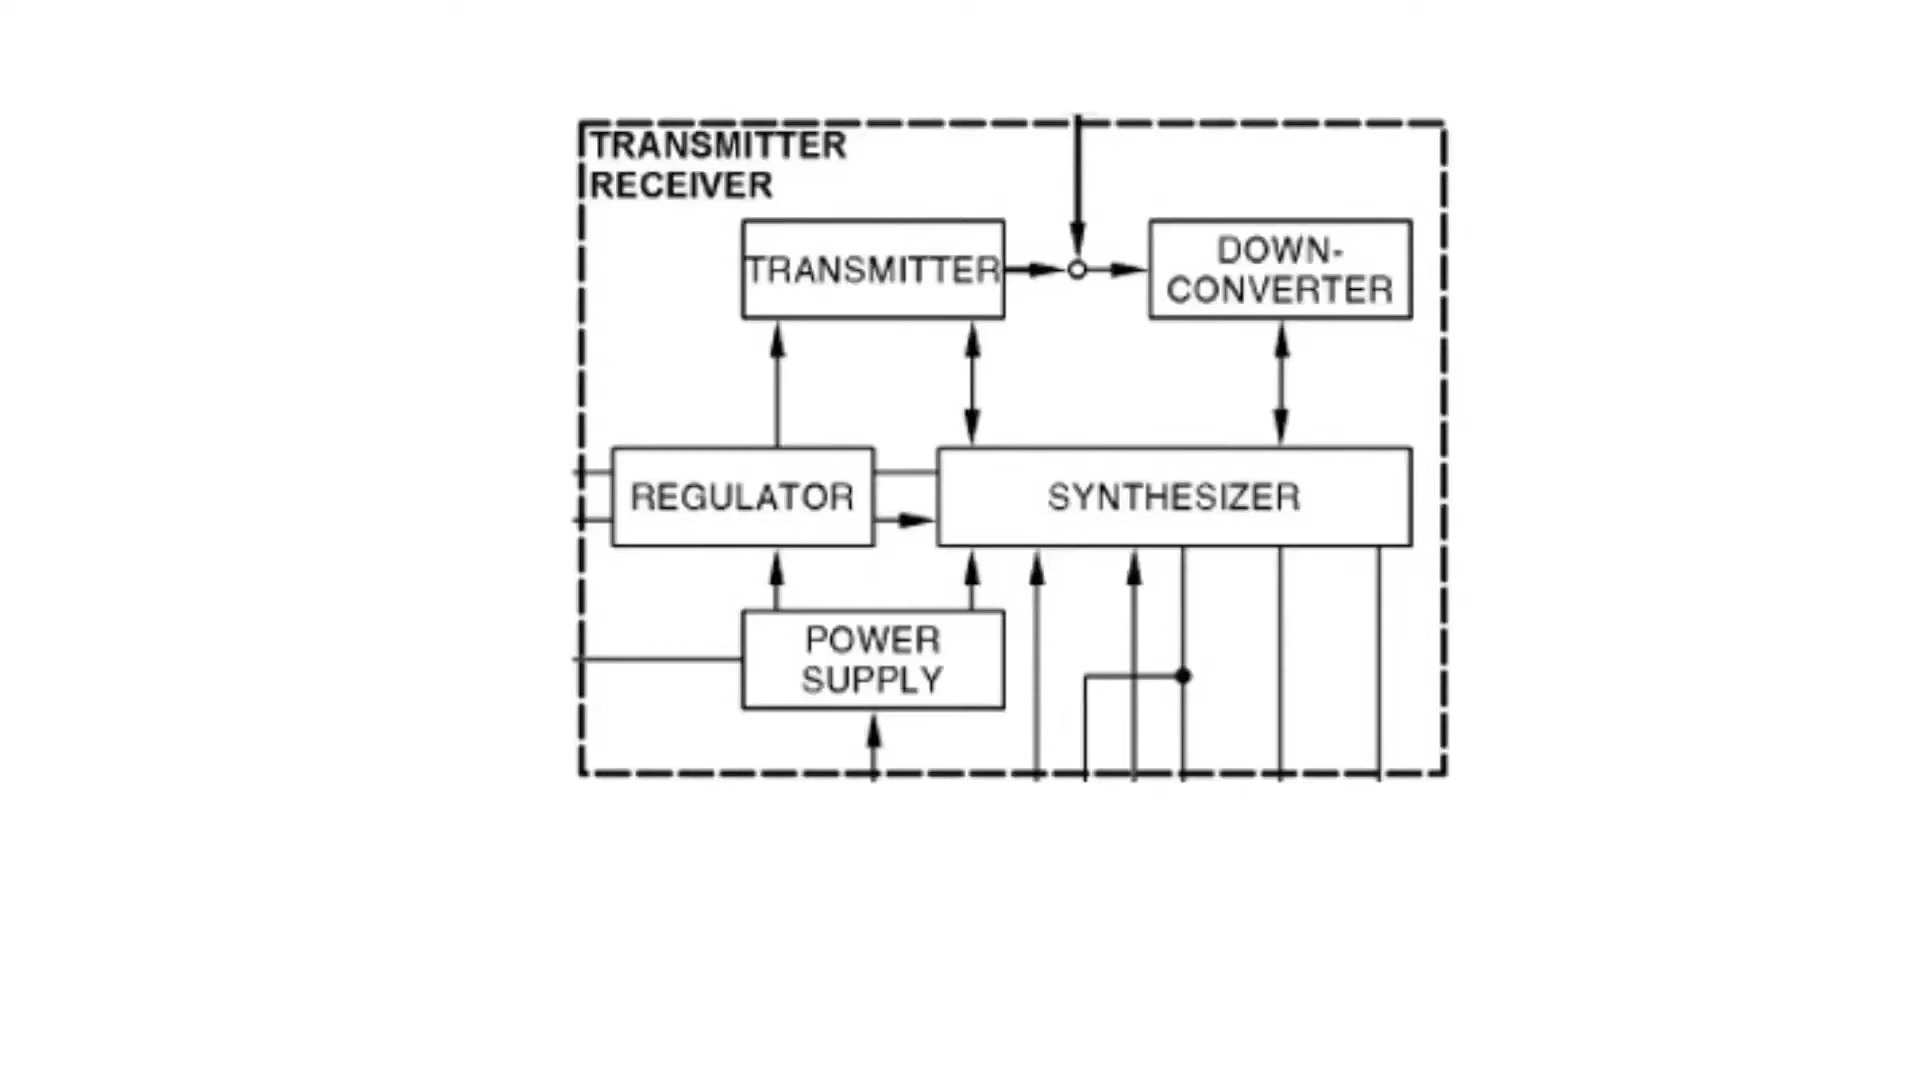 TRANSMITTER
RECEIVER
TRANSMITTER
DOWN-
CONVERTER
REGULATOR
SYNTHESIZER
POWER
SUPPLY